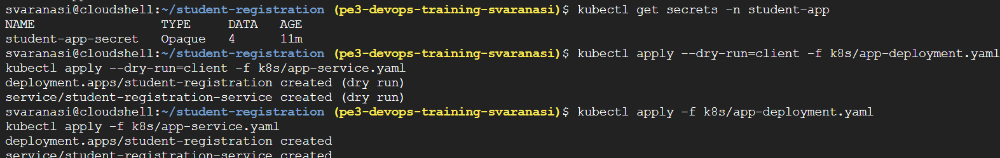 svaranasi@cloudshell:~/student-registration (pe3-devops-training-svaranasi)$ kubectl get secrets -n student-app
NAME                 TYPE     DATA   AGE
student-app-secret   Opaque   4      11m
svaranasi@cloudshell:~/student-registration (pe3-devops-training-svaranasi)$ kubectl apply --dry-run=client -f k8s/app-deployment.yaml
kubectl apply --dry-run=client -f k8s/app-service.yaml
deployment.apps/student-registration created (dry run)
service/student-registration-service created (dry run)
svaranasi@cloudshell:~/student-registration (pe3-devops-training-svaranasi)$ kubectl apply -f k8s/app-deployment.yaml
kubectl apply -f k8s/app-service.yaml
deployment.apps/student-registration created
service/student-registration-service created